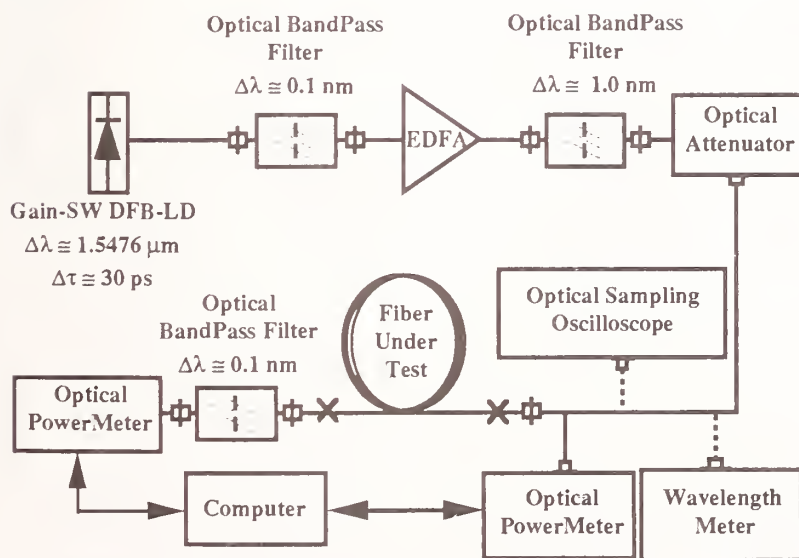 Optical BandPass
Filter
Δλ ≅ 0.1 nm
Optical BandPass
Filter
Δλ ≅ 1.0 nm
EDFA
Optical
Attenuator
Gain-SW DFB-LD
Δλ ≅ 1.5476 μm
Δτ ≅ 30 ps
Optical
BandPass Filter
Δλ ≅ 0.1 nm
Fiber
Under
Test
Optical Sampling
Oscilloscope
Optical
PowerMeter
Computer
Optical
PowerMeter
Wavelength
Meter